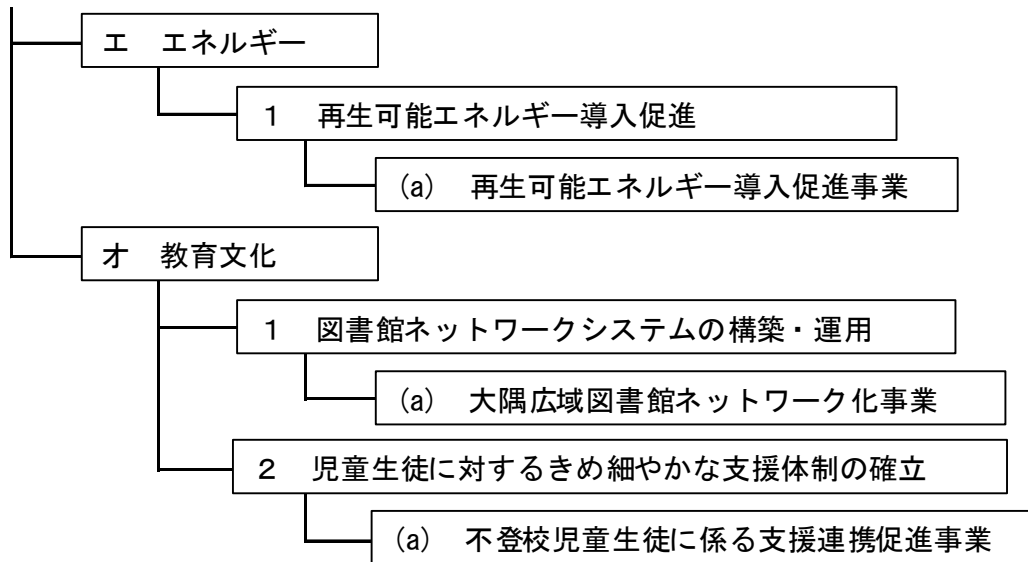 エ　エネルギー
１　再生可能エネルギー導入促進
(a)　再生可能エネルギー導入促進事業
オ　教育文化
１　図書館ネットワークシステムの構築・運用
(a)　大隅広域図書館ネットワーク化事業
２　児童生徒に対するきめ細やかな支援体制の確立
(a)　不登校児童生徒に係る支援連携促進事業